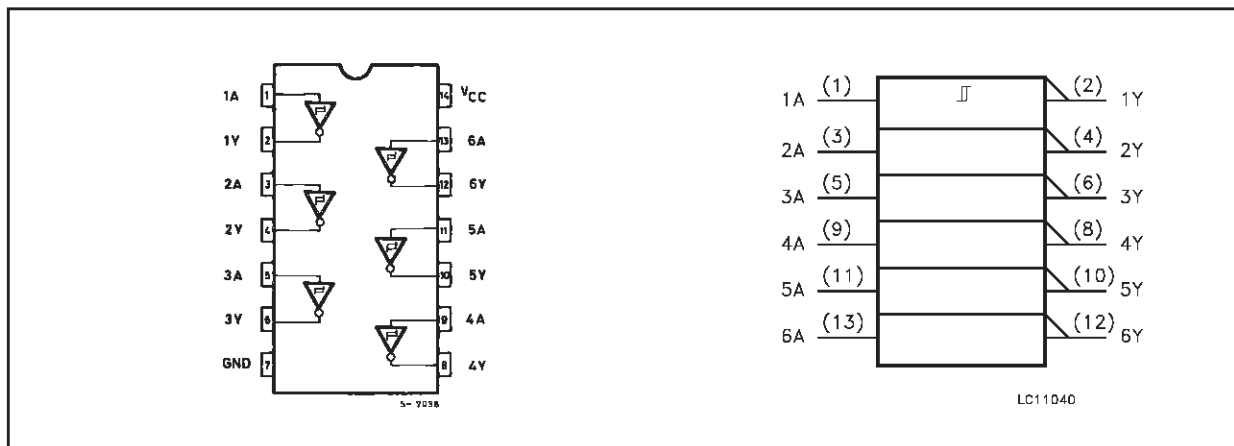 1A 1 14 VCC
1Y 2 13 6A
2A 3 12 6Y
2Y 4 11 5A
3A 5 10 5Y
3Y 6 9 4A
GND 7 8 4Y
S-7036
1A (1) (2) 1Y
2A (3) (4) 2Y
3A (5) (6) 3Y
4A (9) (8) 4Y
5A (11) (10) 5Y
6A (13) (12) 6Y
LC11040